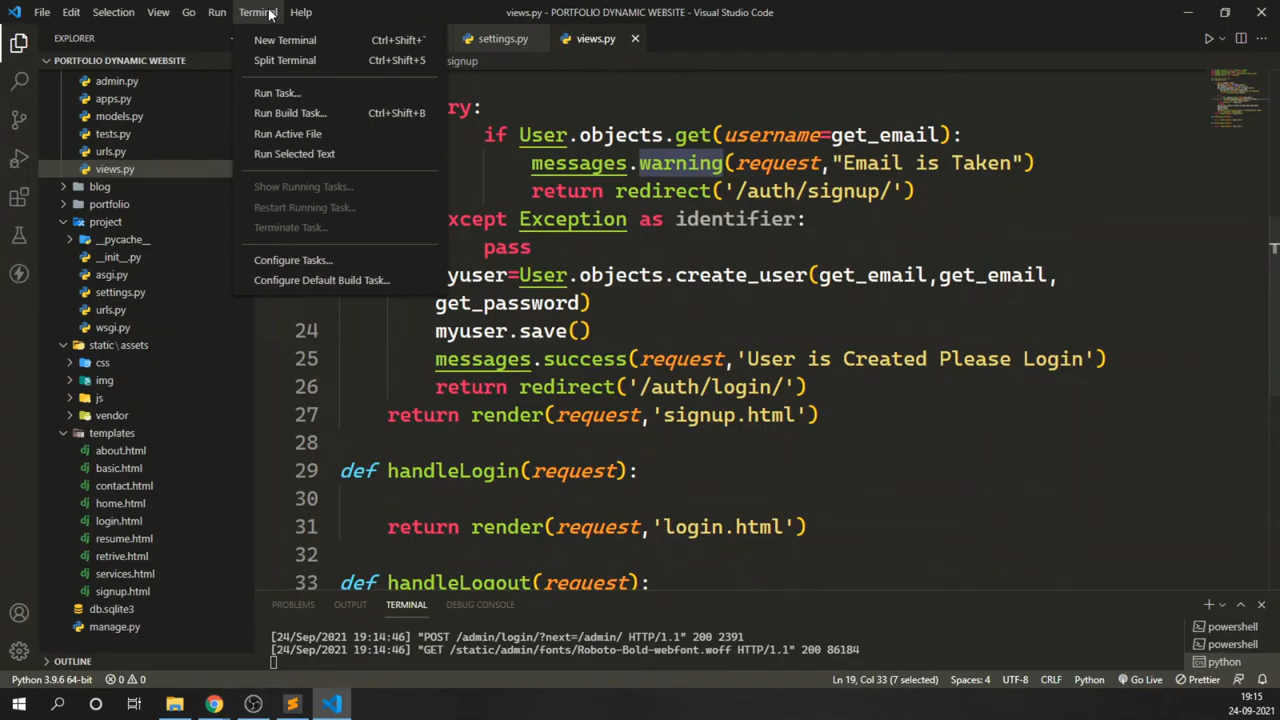 File Edit Selection View Go Run Terminal Help
views.py - PORTFOLIO DYNAMIC WEBSITE - Visual Studio Code
EXPLORER
PORTFOLIO DYNAMIC WEBSITE
admin.py
apps.py
models.py
tests.py
urls.py
views.py
blog
portfolio
project
__pycache__
__init__.py
asgi.py
settings.py
urls.py
wsgi.py
static\assets
css
img
js
vendor
templates
about.html
basic.html
contact.html
home.html
login.html
resume.html
retrive.html
services.html
signup.html
db.sqlite3
manage.py
OUTLINE
New Terminal Ctrl+Shift+`
Split Terminal Ctrl+Shift+5
Run Task...
Run Build Task... Ctrl+Shift+B
Run Active File
Run Selected Text
Show Running Tasks...
Restart Running Task...
Terminate Task...
Configure Tasks...
Configure Default Build Task...
settings.py
views.py
signup
ry:
if User.objects.get(username=get_email):
messages.warning(request,"Email is Taken")
return redirect('/auth/signup/')
xcept Exception as identifier:
pass
yuser=User.objects.create_user(get_email,get_email,
get_password)
24 myuser.save()
25 messages.success(request,'User is Created Please Login')
26 return redirect('/auth/login/')
27 return render(request,'signup.html')
28
29 def handleLogin(request):
30
31 return render(request,'login.html')
32
33 def handleLogout(request):
PROBLEMS OUTPUT TERMINAL DEBUG CONSOLE
[24/Sep/2021 19:14:46] "POST /admin/login/?next=/admin/ HTTP/1.1" 200 2391
[24/Sep/2021 19:14:46] "GET /static/admin/fonts/Roboto-Bold-webfont.woff HTTP/1.1" 200 86184
powershell
powershell
python
Python 3.9.6 64-bit 0 0
Ln 19, Col 33 (7 selected) Spaces: 4 UTF-8 CRLF Python Go Live Prettier
19:15
24-09-2021